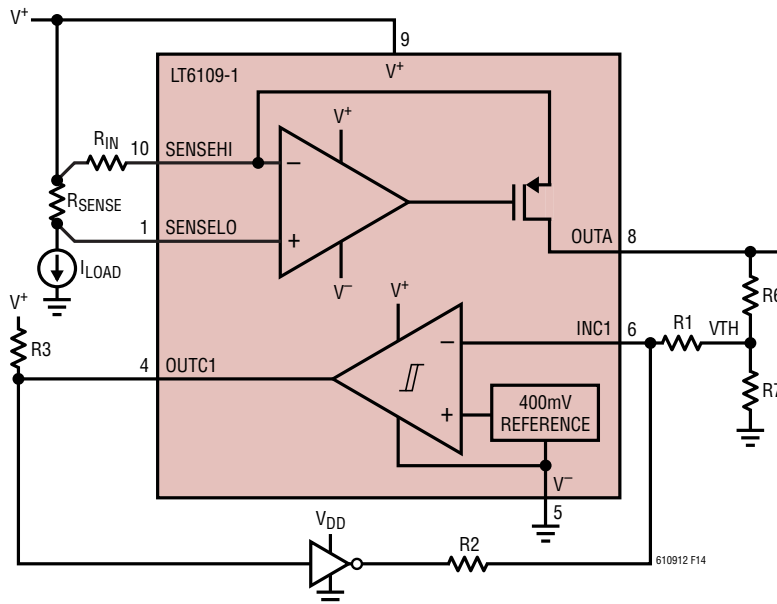 V+
9
LT6109-1
V+
RIN
10
SENSEHI
V+
−
RSENSE
1
SENSELO
+
OUTA
8
ILOAD
V−
R6
V+
V+
INC1
6
R1
VTH
R3
−
4
OUTC1
400mV
REFERENCE
R7
+
V−
5
VDD
R2
610912 F14